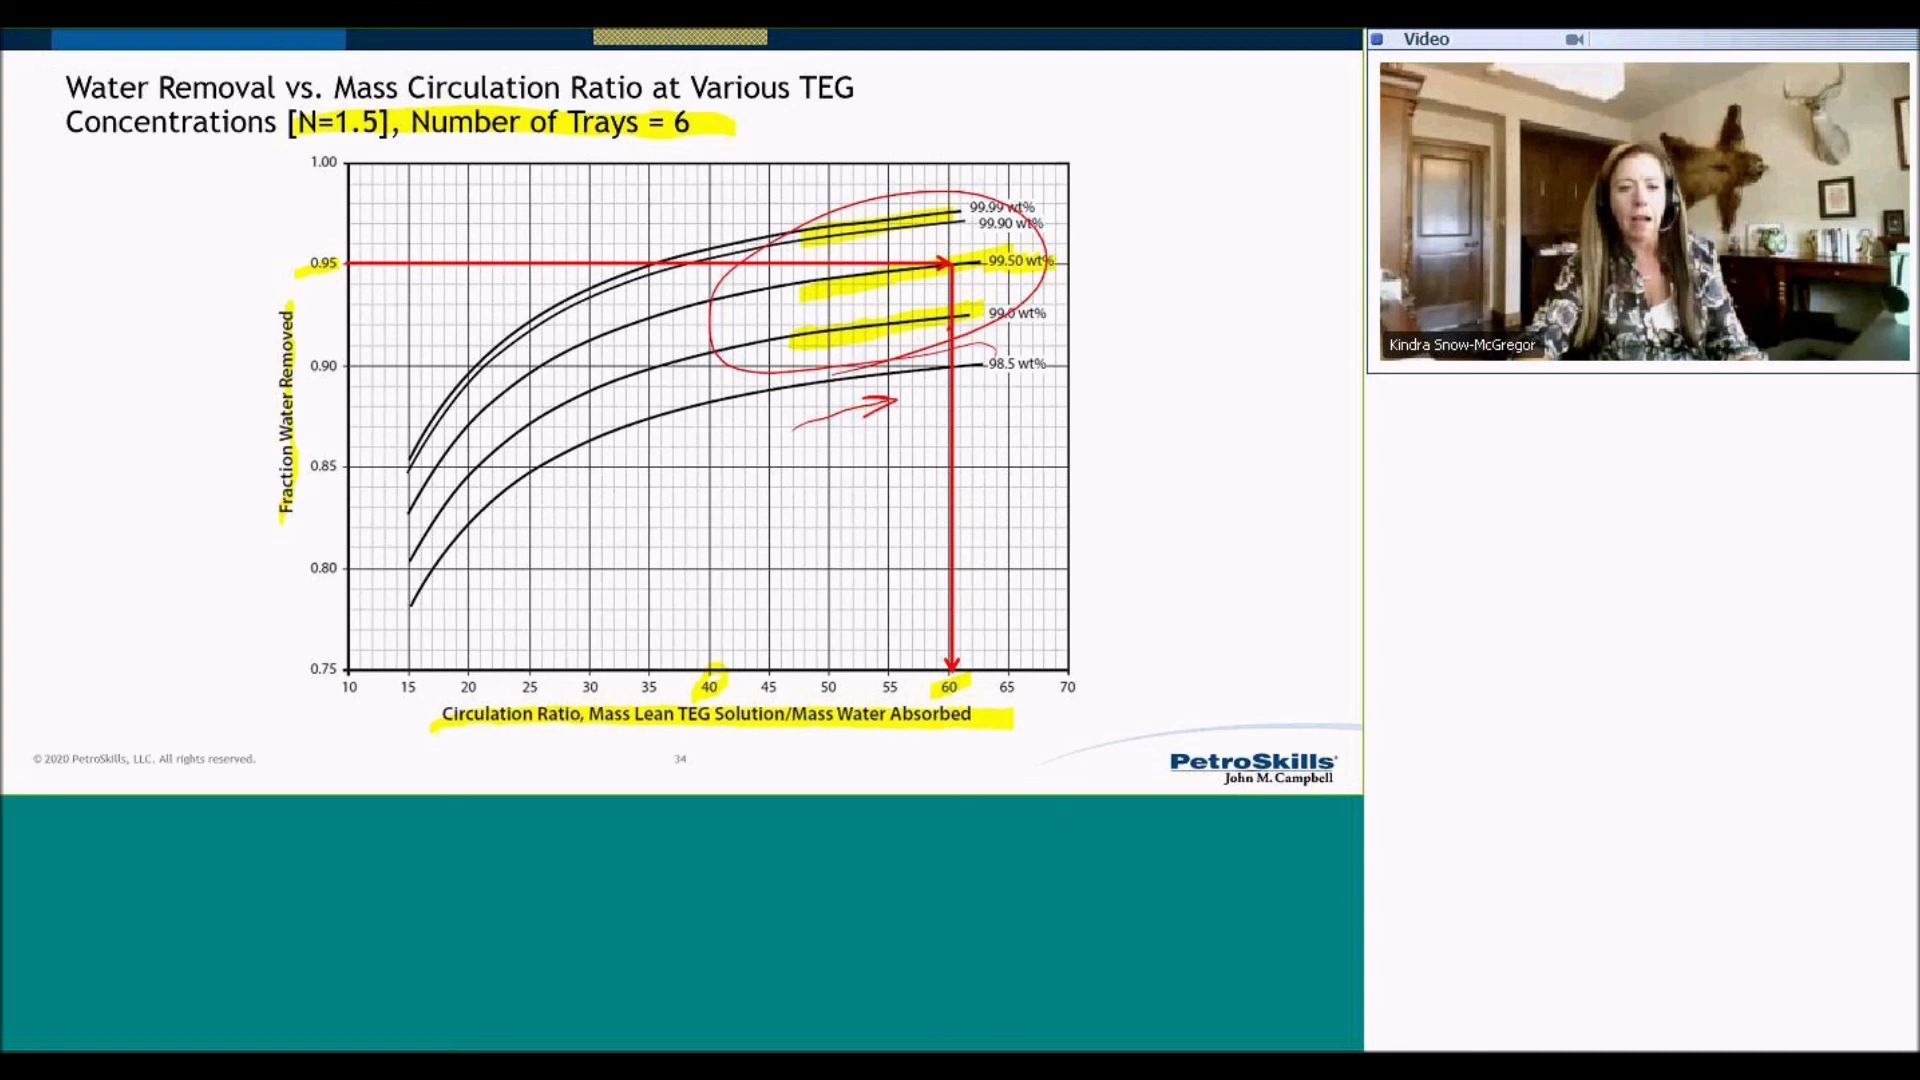 Water Removal vs. Mass Circulation Ratio at Various TEG
Concentrations [N=1.5], Number of Trays = 6
1.00
0.95
0.90
0.85
0.80
0.75
Fraction Water Removed
99.99 wt%
99.90 wt%
99.50 wt%
99.0 wt%
98.5 wt%
10 15 20 25 30 35 40 45 50 55 60 65 70
Circulation Ratio, Mass Lean TEG Solution/Mass Water Absorbed
© 2020 PetroSkills, LLC. All rights reserved.
34
PetroSkills
John M. Campbell
Video
Kindra Snow-McGregor